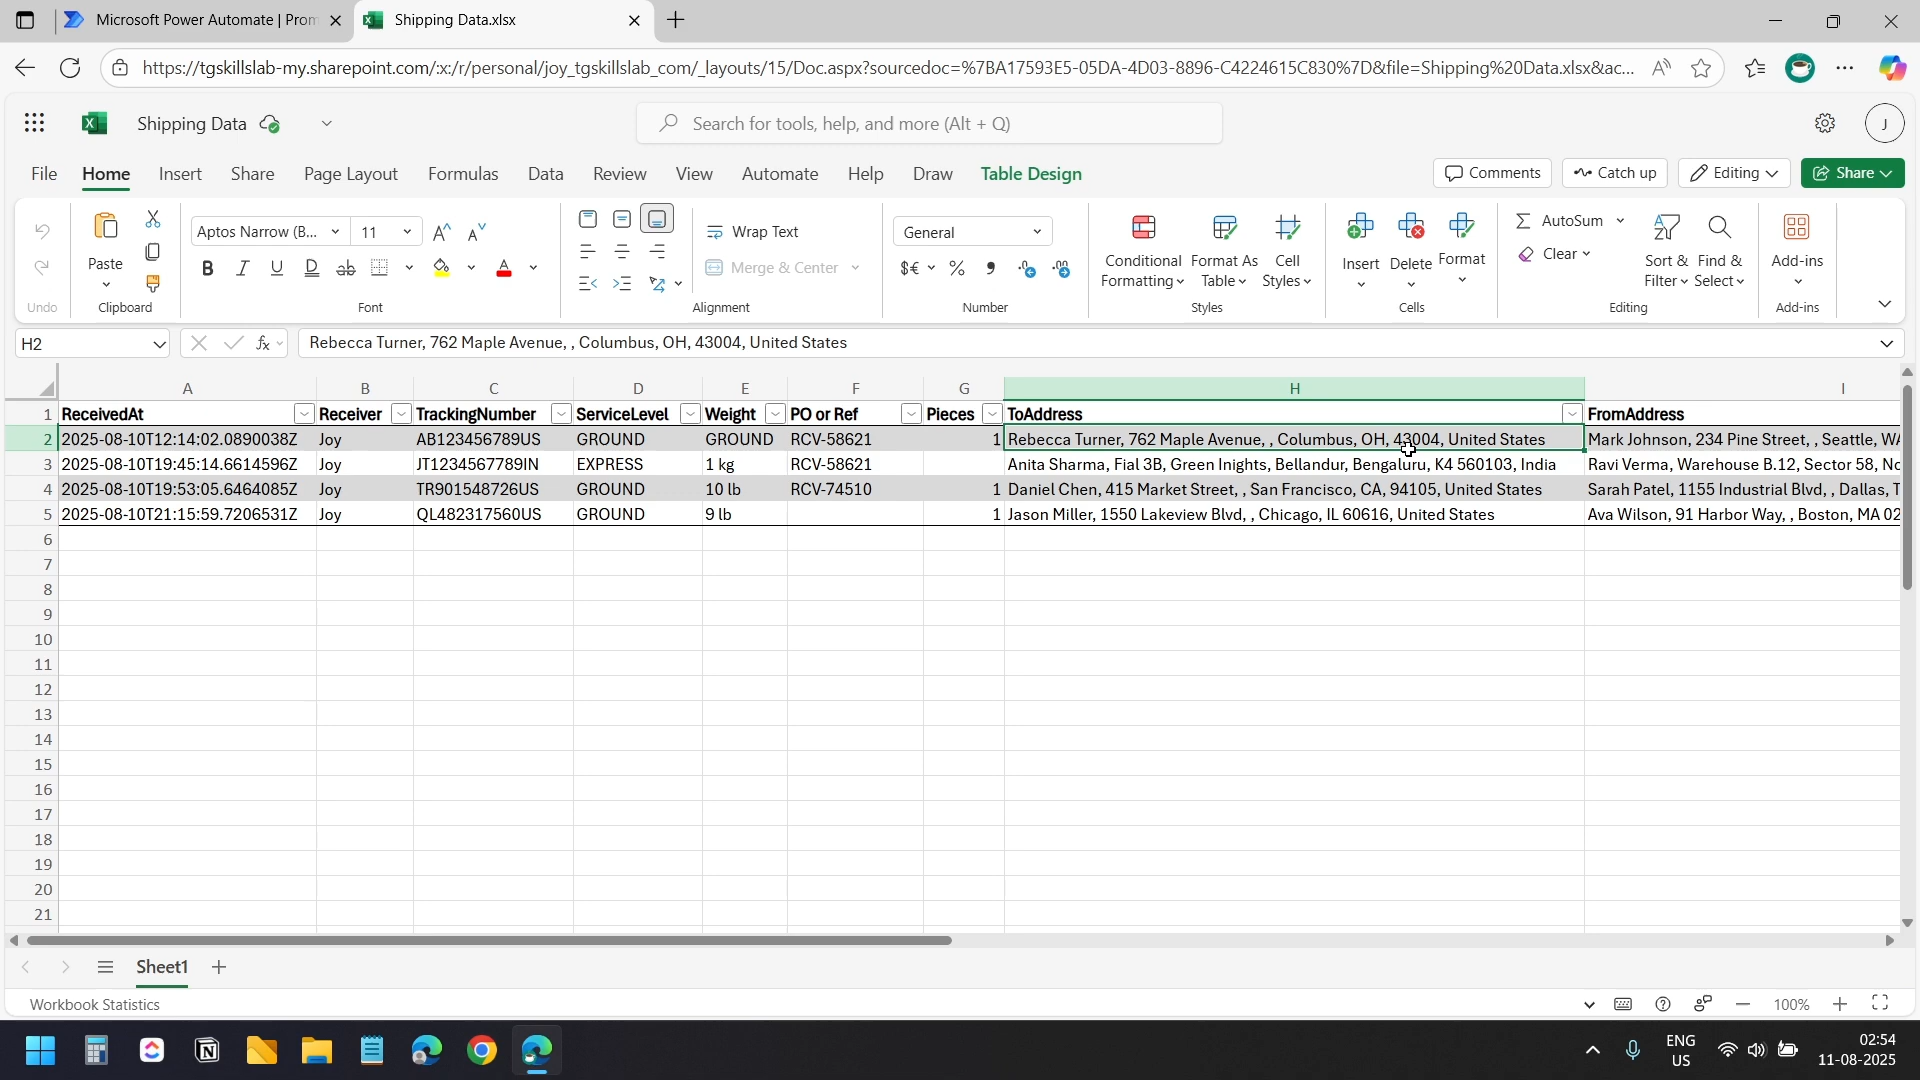 Microsoft Power Automate | Pron
Shipping Data.xlsx
https://tgskillslab-my.sharepoint.com/:x:/r/personal/joy_tgskillslab_com/_layouts/15/Doc.aspx?sourcedoc=%7BA17593E5-05DA-4D03-8896-C4224615C830%7D&file=Shipping%20Data.xlsx&ac...
Shipping Data
Search for tools, help, and more (Alt + Q)
J
File Home Insert Share Page Layout Formulas Data Review View Automate Help Draw Table Design
Comments Catch up Editing Share
Aptos Narrow (B... 11
Wrap Text
General
AutoSum
Paste
Merge & Center
Conditional Formatting
Format As Table
Cell Styles
Insert Delete Format
Clear
Sort & Filter
Find & Select
Add-ins
Undo Clipboard Font Alignment Number Styles Cells Editing Add-ins
H2
fx
Rebecca Turner, 762 Maple Avenue, , Columbus, OH, 43004, United States
A B C D E F G H I
1 ReceivedAt Receiver TrackingNumber ServiceLevel Weight PO or Ref Pieces ToAddress FromAddress
2 2025-08-10T12:14:02.0890038Z Joy AB123456789US GROUND GROUND RCV-58621 1 Rebecca Turner, 762 Maple Avenue, , Columbus, OH, 43004, United States Mark Johnson, 234 Pine Street, , Seattle, WA
3 2025-08-10T19:45:14.6614596Z Joy JT1234567789IN EXPRESS 1 kg RCV-58621 Anita Sharma, Fial 3B, Green Inights, Bellandur, Bengaluru, K4 560103, India Ravi Verma, Warehouse B.12, Sector 58, No
4 2025-08-10T19:53:05.6464085Z Joy TR901548726US GROUND 10 lb RCV-74510 1 Daniel Chen, 415 Market Street, , San Francisco, CA, 94105, United States Sarah Patel, 1155 Industrial Blvd, , Dallas, T
5 2025-08-10T21:15:59.7206531Z Joy QL482317560US GROUND 9 lb 1 Jason Miller, 1550 Lakeview Blvd, , Chicago, IL 60616, United States Ava Wilson, 91 Harbor Way, , Boston, MA 02
6
7
8
9
10
11
12
13
14
15
16
17
18
19
20
21
Sheet1
Workbook Statistics
100%
ENG
US
02:54
11-08-2025